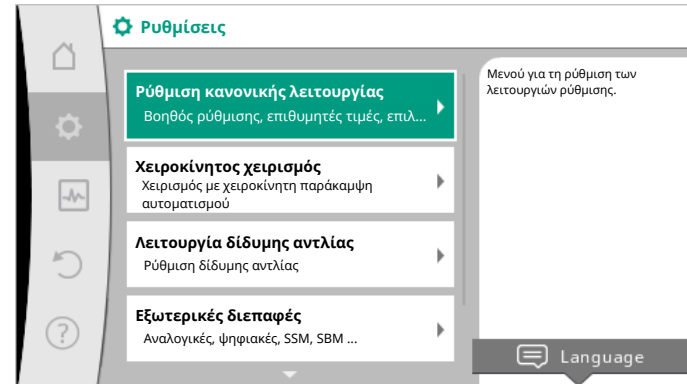 Ρυθμίσεις
Ρύθμιση κανονικής λειτουργίας
Βοηθός ρύθμισης, επιθυμητές τιμές, επιλ...
Χειροκίνητος χειρισμός
Χειρισμός με χειροκίνητη παράκαμψη
αυτοματισμού
Λειτουργία δίδυμης αντλίας
Ρύθμιση δίδυμης αντλίας
Εξωτερικές διεπαφές
Αναλογικές, ψηφιακές, SSM, SBM ...
Μενού για τη ρύθμιση των
λειτουργιών ρύθμισης.
Language